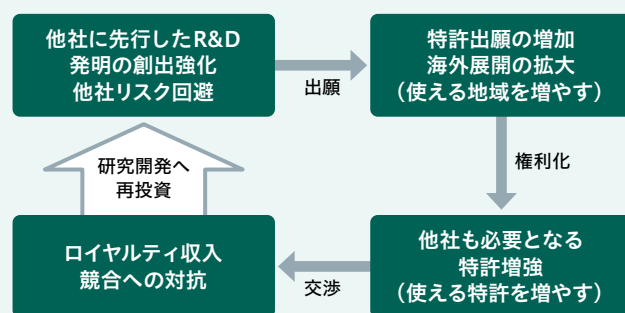 他社に先行したR&D
発明の創出強化
他社リスク回避
出願
特許出願の増加
海外展開の拡大
（使える地域を増やす）
権利化
他社も必要となる
特許増強
（使える特許を増やす）
交渉
ロイヤルティ収入
競合への対抗
研究開発へ
再投資